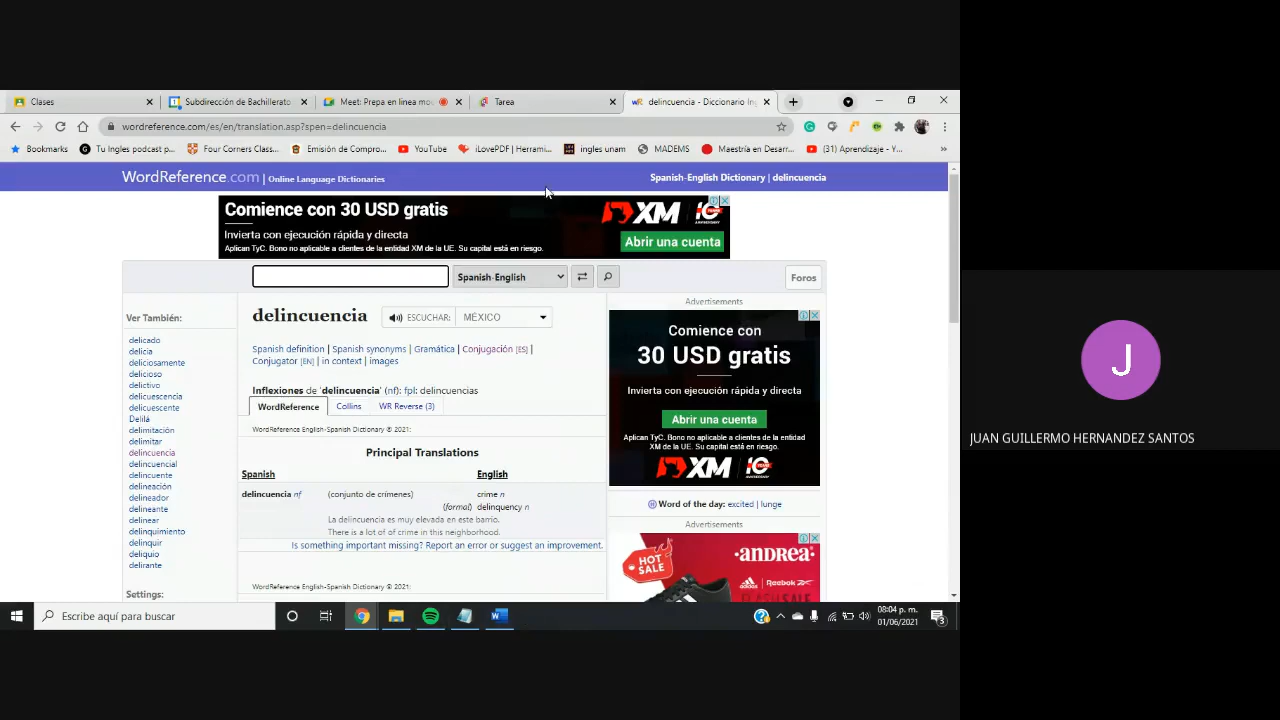 Clases
Subdirección de Bachillerato
Meet: Prepa en linea mo
Tarea
delincuencia - Diccionario In
wordreference.com/es/en/translation.asp?spen=delincuencia
Bookmarks
Tu Ingles podcast p...
Four Corners Class...
Emisión de Compro...
YouTube
iLovePDF | Herrami...
ingles unam
MADEMS
Maestría en Desarr...
(31) Aprendizaje - Y...
»
WordReference.com | Online Language Dictionaries
Spanish-English Dictionary | delincuencia
Comience con 30 USD gratis
Invierta con ejecución rápida y directa
Aplican TyC. Bono no aplicable a clientes de la entidad XM de la UE. Su capital está en riesgo.
XM
Abrir una cuenta
Spanish-English
Foros
Ver También:
delicado
delicia
deliciosamente
delicioso
delictivo
delicuescencia
delicuescente
Delilá
delimitación
delimitar
delincuencia
delincuencial
delincuente
delineación
delineador
delineante
delinear
delinquimiento
delinquir
deliquio
delirante
Settings:
delincuencia
ESCUCHAR:
MÉXICO
Spanish definition | Spanish synonyms | Gramática | Conjugación [ES] |
Conjugator [EN] | in context | images
Inflexiones de 'delincuencia' (nf): fpl: delincuencias
WordReference
Collins
WR Reverse (3)
WordReference English-Spanish Dictionary © 2021:
Principal Translations
Spanish
English
delincuencia nf
(conjunto de crímenes)
crime n
(formal)
delinquency n
La delincuencia es muy elevada en este barrio.
There is a lot of of crime in this neighborhood.
Is something important missing? Report an error or suggest an improvement.
WordReference English-Spanish Dictionary © 2021:
Advertisements
Comience con
30 USD gratis
Invierta con ejecución rápida y directa
Abrir una cuenta
Aplican TyC. Bono no aplicable a clientes de la entidad
XM de la UE. Su capital está en riesgo.
XM
Word of the day: excited | lunge
Advertisements
HOT
SALE
·ANDREA®
adidas
Reebok
FLASH SALE
Escribe aquí para buscar
08:04 p. m.
01/06/2021
3
J
JUAN GUILLERMO HERNANDEZ SANTOS